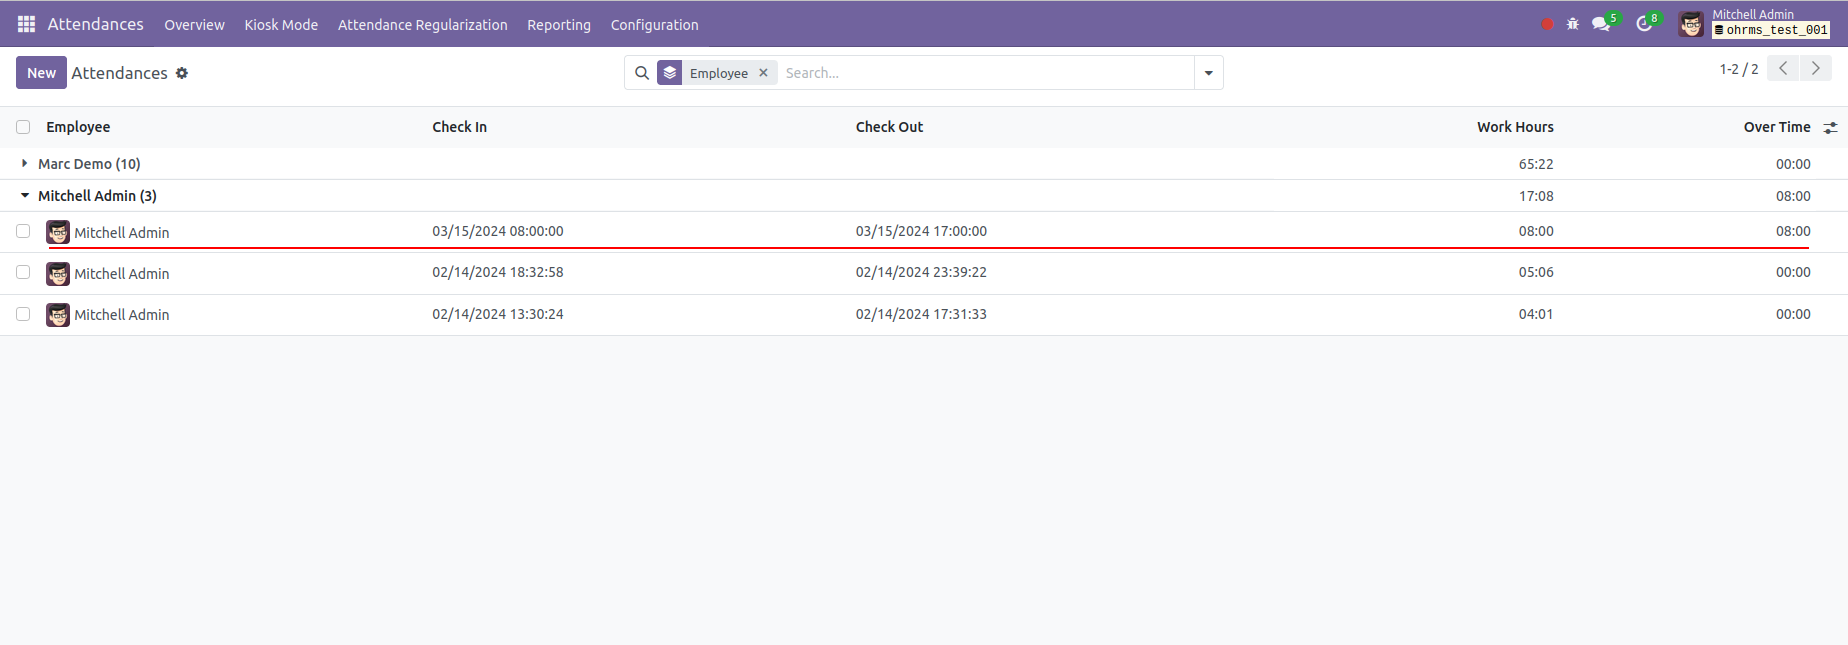 Attendances Overview Kiosk Mode Attendance Regularization Reporting Configuration 5 8 Mitchell Admin
ohrms_test_001
New Attendances Employee Search... 1-2 / 2
Employee Check In Check Out Work Hours Over Time
Marc Demo (10) 65:22 00:00
Mitchell Admin (3) 17:08 08:00
Mitchell Admin 03/15/2024 08:00:00 03/15/2024 17:00:00 08:00 08:00
Mitchell Admin 02/14/2024 18:32:58 02/14/2024 23:39:22 05:06 00:00
Mitchell Admin 02/14/2024 13:30:24 02/14/2024 17:31:33 04:01 00:00